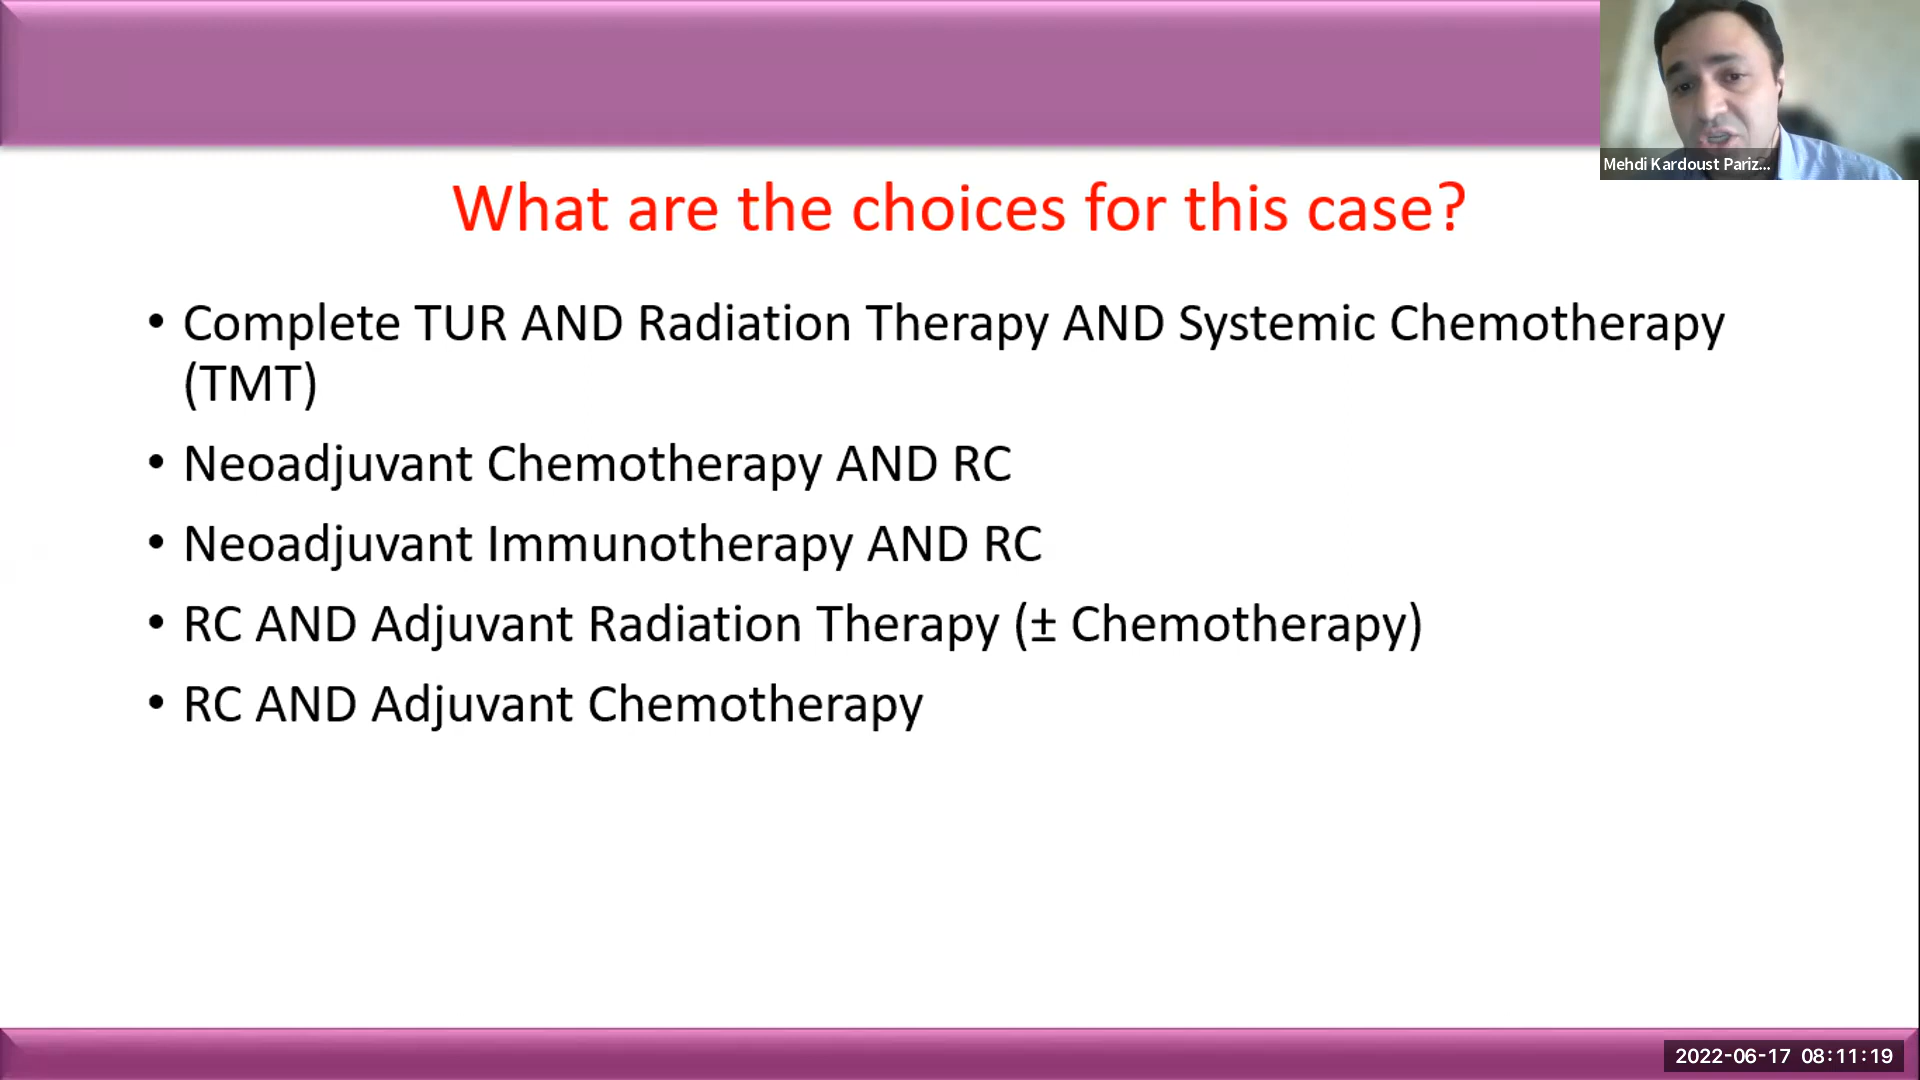 Mehdi Kardoust Pariz...
What are the choices for this case?
• Complete TUR AND Radiation Therapy AND Systemic Chemotherapy
(TMT)
• Neoadjuvant Chemotherapy AND RC
• Neoadjuvant Immunotherapy AND RC
• RC AND Adjuvant Radiation Therapy (± Chemotherapy)
• RC AND Adjuvant Chemotherapy
2022-06-17 08:11:19